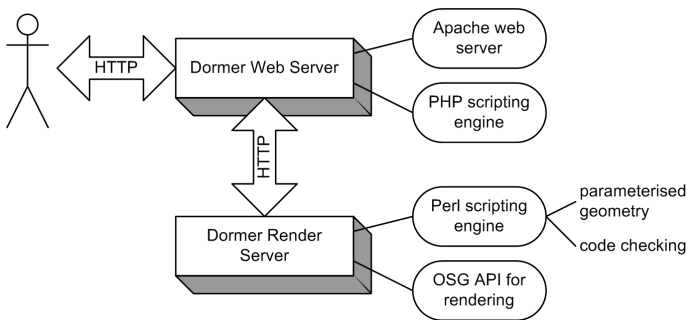 Apache web
server
HTTP
Dormer Web Server
PHP scripting
engine
HTTP
Dormer Render
Server
Perl scripting
engine
parameterised
geometry
code checking
OSG API for
rendering